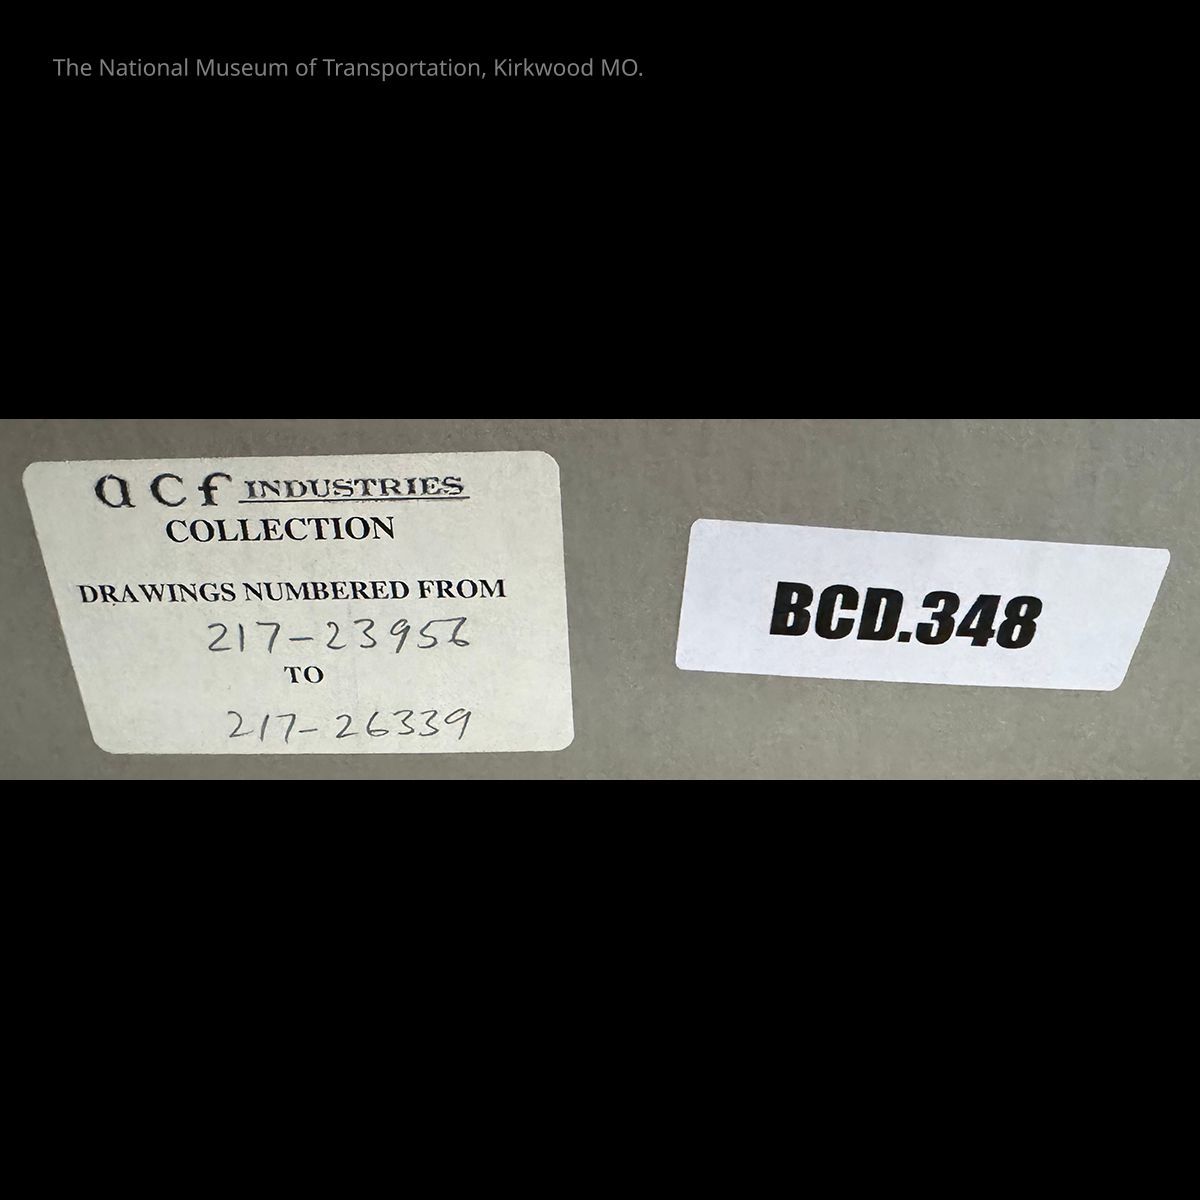 The National Museum of Transportation, Kirkwood MO.
acf INDUSTRIES
COLLECTION
DRAWINGS NUMBERED FROM
217-23956
TO
217-26339
BCD.348